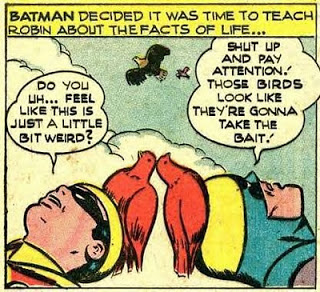 BATMAN DECIDED IT WAS TIME TO TEACH
ROBIN ABOUT THE FACTS OF LIFE...
DO YOU
UH... FEEL
LIKE THIS IS
JUST A LITTLE
BIT WEIRD?
SHUT UP
AND PAY
ATTENTION!
THOSE BIRDS
LOOK LIKE
THEY'RE GONNA
TAKE THE
BAIT!